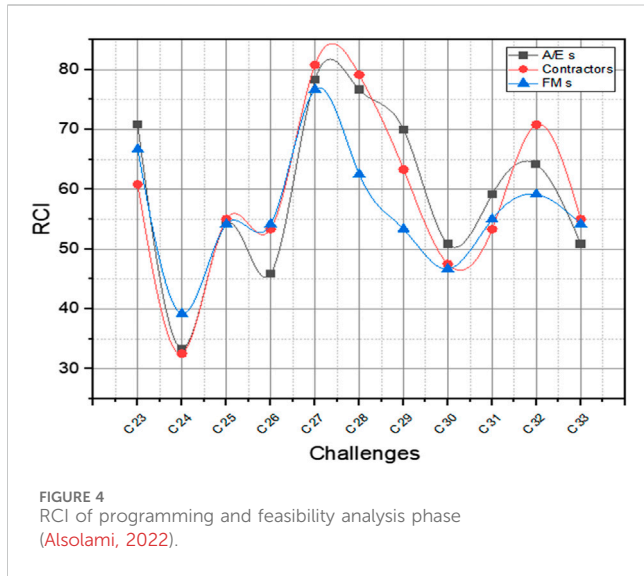 A/E s
Contractors
FM s
80
70
60
50
40
30
RCI
C 23
C 24
C 25
C 26
C 27
C 28
C 29
C 30
C 31
C 32
C 33
Challenges
FIGURE 4
RCI of programming and feasibility analysis phase
(Alsolami, 2022).